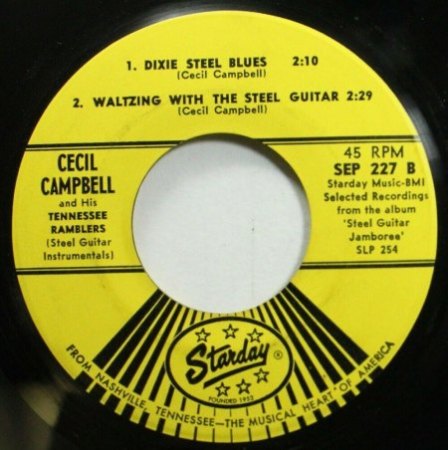 1. DIXIE STEEL BLUES 2:10
(Cecil Campbell)
2. WALTZING WITH THE STEEL GUITAR 2:29
(Cecil Campbell)
CECIL
CAMPBELL
and His
TENNESSEE
RAMBLERS
(Steel Guitar
Instrumentals)
45 RPM
SEP 227 B
Starday Music-BMI
Selected Recordings
from the album
'Steel Guitar
Jamboree'
SLP 254
Starday ®
FOUNDED 1952
FROM NASHVILLE, TENNESSEE—THE MUSICAL HEART OF AMERICA